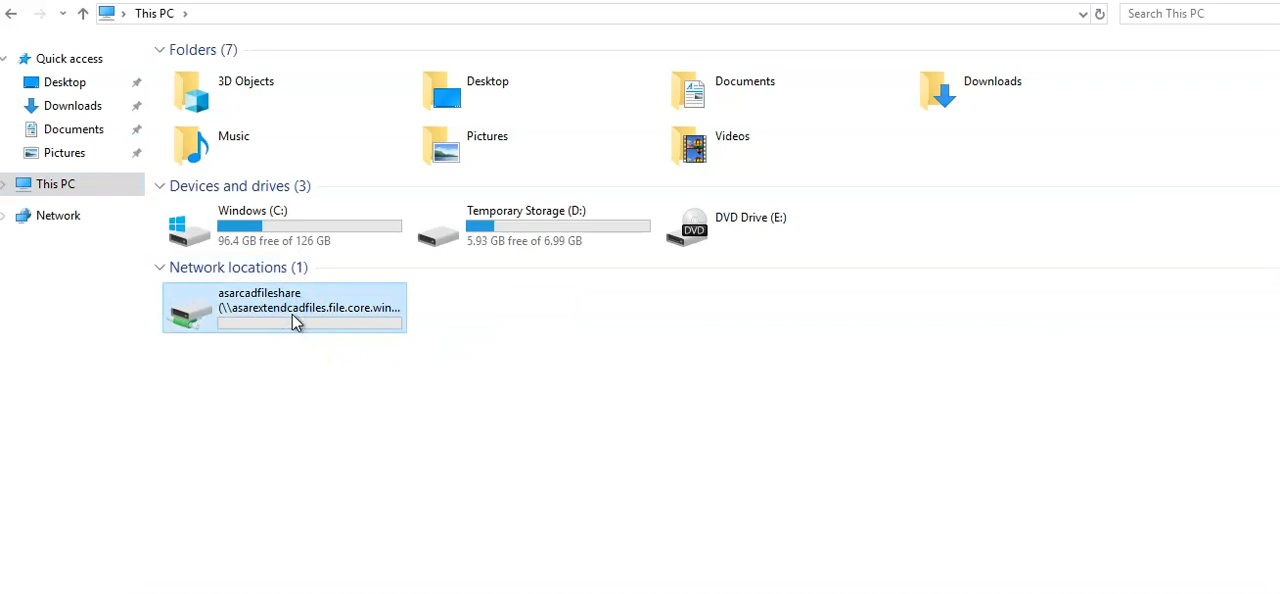 This PC
Search This PC
Quick access
Desktop
Downloads
Documents
Pictures
This PC
Network
Folders (7)
3D Objects
Desktop
Documents
Downloads
Music
Pictures
Videos
Devices and drives (3)
Windows (C:)
96.4 GB free of 126 GB
Temporary Storage (D:)
5.93 GB free of 6.99 GB
DVD Drive (E:)
DVD
Network locations (1)
asarcadfileshare
(\\asarextendcadfiles.file.core.win...